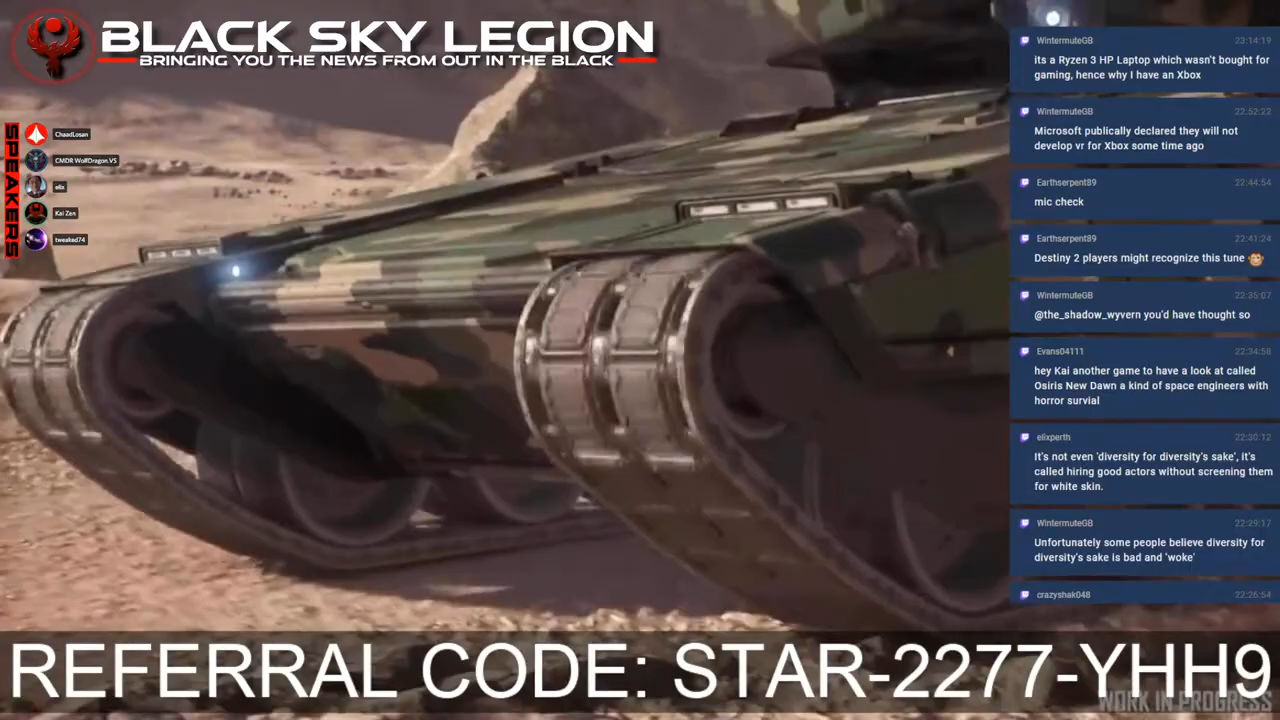 BLACK SKY LEGION
BRINGING YOU THE NEWS FROM OUT IN THE BLACK
SPEAKERS
ChaadLosan
CMDR WolfDragon.VS
elix
Kai Zen
tweaked74
WintermuteGB 23:14:19
its a Ryzen 3 HP Laptop which wasn't bought for
gaming, hence why I have an Xbox
WintermuteGB 22:52:22
Microsoft publically declared they will not
develop vr for Xbox some time ago
Earthserpent89 22:44:54
mic check
Earthserpent89 22:41:24
Destiny 2 players might recognize this tune
WintermuteGB 22:35:07
@the_shadow_wyvern you'd have thought so
Evans04111 22:34:58
hey Kai another game to have a look at called
Osiris New Dawn a kind of space engineers with
horror survial
elixperth 22:30:12
It's not even 'diversity for diversity's sake', it's
called hiring good actors without screening them
for white skin.
WintermuteGB 22:29:17
Unfortunately some people believe diversity for
diversity's sake is bad and 'woke'
crazyshak048 22:26:54
REFERRAL CODE: STAR-2277-YHH9
WORK IN PROGRESS